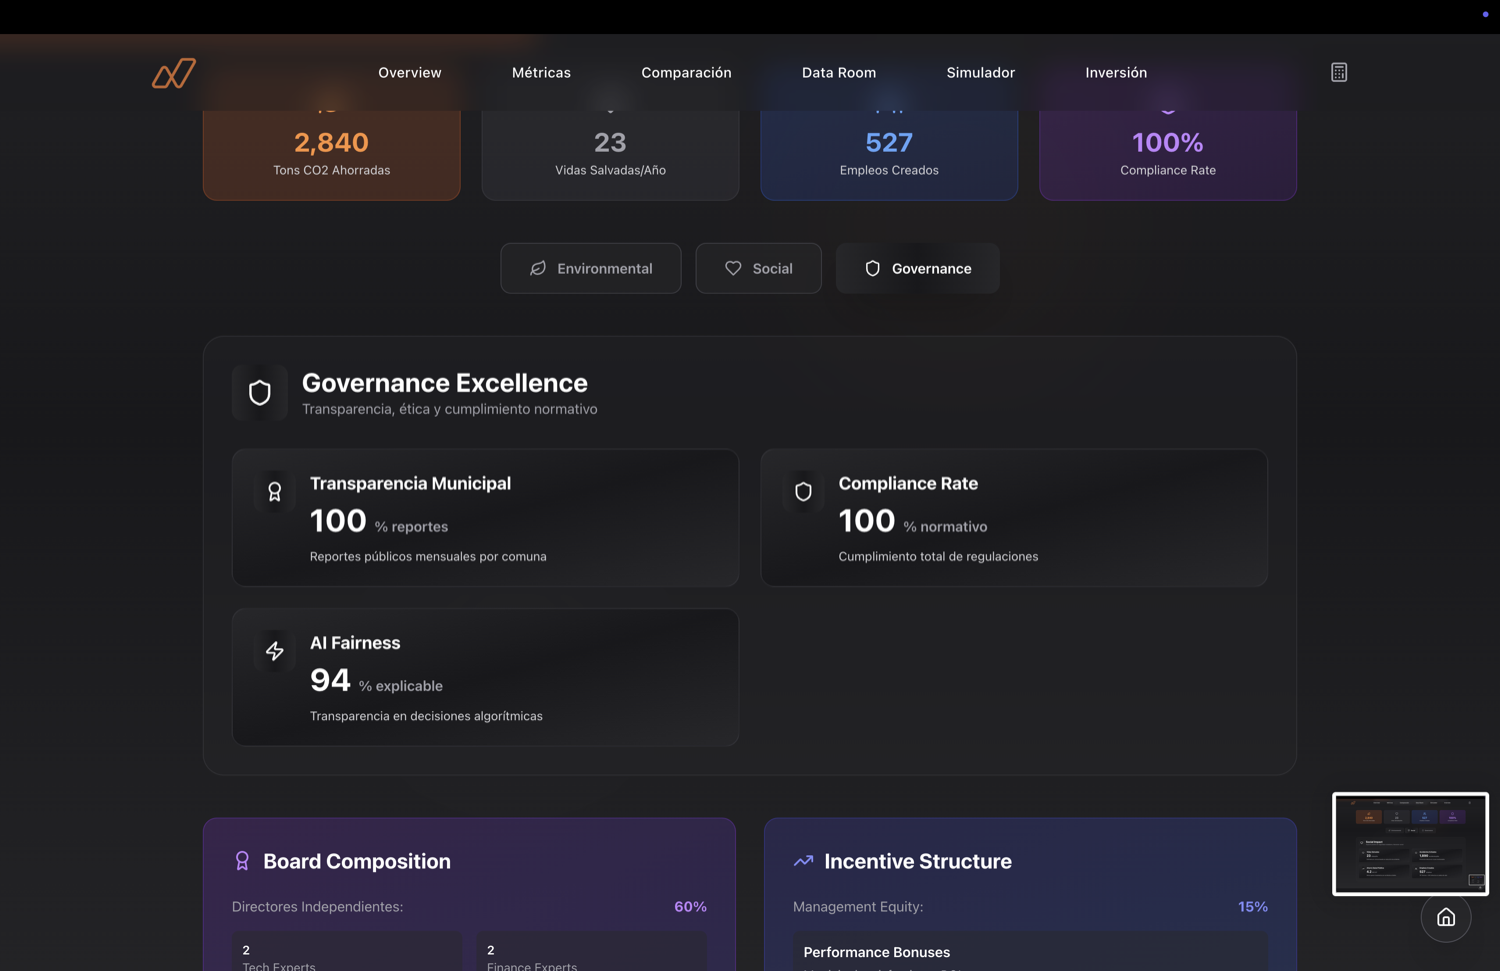 Overview
Métricas
Comparación
Data Room
Simulador
Inversión
2,840
Tons CO2 Ahorradas
23
Vidas Salvadas/Año
527
Empleos Creados
100%
Compliance Rate
Environmental
Social
Governance
Governance Excellence
Transparencia, ética y cumplimiento normativo
Transparencia Municipal
100 % reportes
Reportes públicos mensuales por comuna
Compliance Rate
100 % normativo
Cumplimiento total de regulaciones
AI Fairness
94 % explicable
Transparencia en decisiones algorítmicas
Board Composition
Directores Independientes: 60%
2
Tech Experts
2
Finance Experts
Incentive Structure
Management Equity: 15%
Performance Bonuses